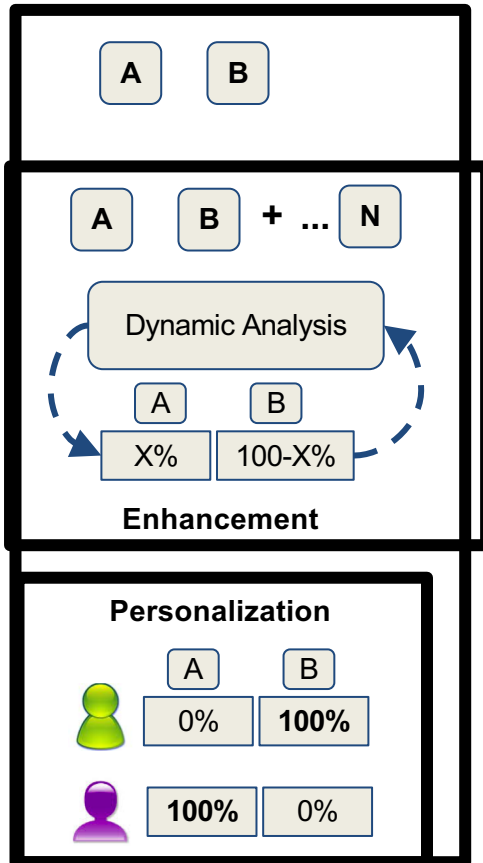 A B
A B + ... N
Dynamic Analysis
A B
X% 100-X%
Enhancement
Personalization
A B
0% 100%
100% 0%